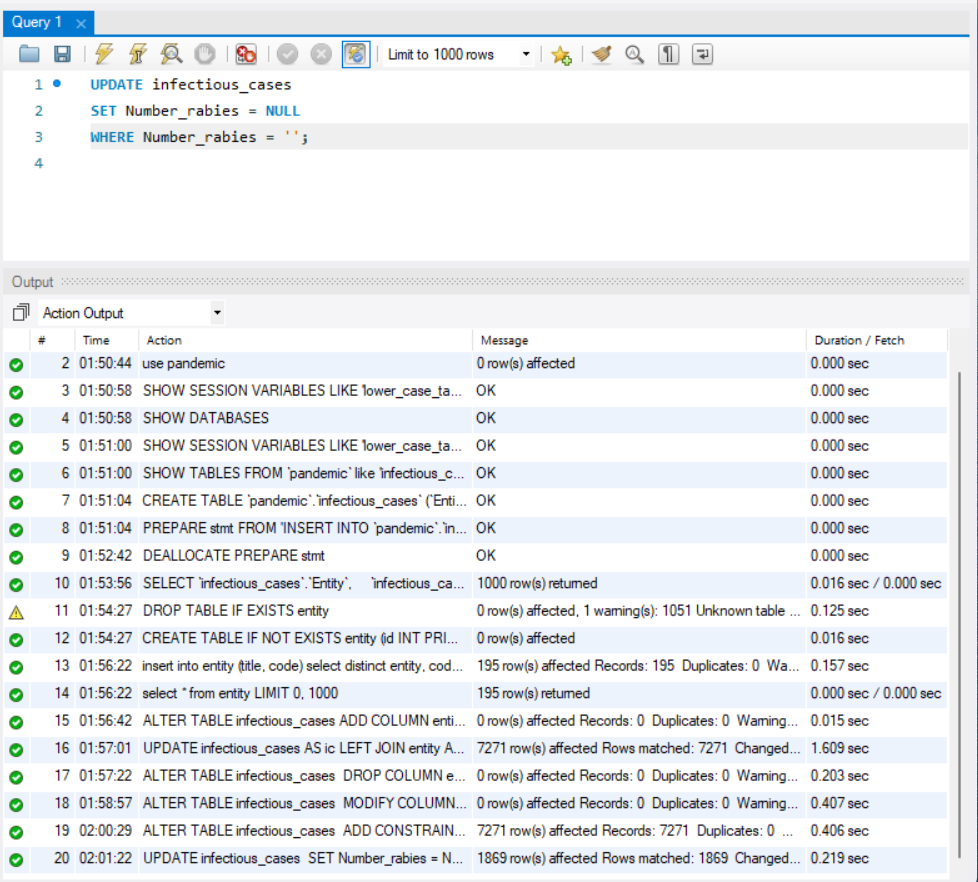 Query 1
Limit to 1000 rows
1 UPDATE infectious_cases
2 SET Number_rabies = NULL
3 WHERE Number_rabies = '';
4
Output
Action Output
# Time Action Message Duration / Fetch
2 01:50:44 use pandemic 0 row(s) affected 0.000 sec
3 01:50:58 SHOW SESSION VARIABLES LIKE 'lower_case_ta... OK 0.000 sec
4 01:50:58 SHOW DATABASES OK 0.000 sec
5 01:51:00 SHOW SESSION VARIABLES LIKE 'lower_case_ta... OK 0.000 sec
6 01:51:00 SHOW TABLES FROM `pandemic` like 'infectious_c... OK 0.000 sec
7 01:51:04 CREATE TABLE `pandemic`.`infectious_cases` (`Enti... OK 0.000 sec
8 01:51:04 PREPARE stmt FROM 'INSERT INTO `pandemic`.`in... OK 0.000 sec
9 01:52:42 DEALLOCATE PREPARE stmt OK 0.000 sec
10 01:53:56 SELECT `infectious_cases`.`Entity`, `infectious_ca... 1000 row(s) returned 0.016 sec / 0.000 sec
11 01:54:27 DROP TABLE IF EXISTS entity 0 row(s) affected, 1 warning(s): 1051 Unknown table ... 0.125 sec
12 01:54:27 CREATE TABLE IF NOT EXISTS entity (id INT PRI... 0 row(s) affected 0.016 sec
13 01:56:22 insert into entity (title, code) select distinct entity, cod... 195 row(s) affected Records: 195 Duplicates: 0 Wa... 0.157 sec
14 01:56:22 select * from entity LIMIT 0, 1000 195 row(s) returned 0.000 sec / 0.000 sec
15 01:56:42 ALTER TABLE infectious_cases ADD COLUMN enti... 0 row(s) affected Records: 0 Duplicates: 0 Warning... 0.015 sec
16 01:57:01 UPDATE infectious_cases AS ic LEFT JOIN entity A... 7271 row(s) affected Rows matched: 7271 Changed... 1.609 sec
17 01:57:22 ALTER TABLE infectious_cases DROP COLUMN e... 0 row(s) affected Records: 0 Duplicates: 0 Warning... 0.203 sec
18 01:58:57 ALTER TABLE infectious_cases MODIFY COLUMN... 0 row(s) affected Records: 0 Duplicates: 0 Warning... 0.407 sec
19 02:00:29 ALTER TABLE infectious_cases ADD CONSTRAIN... 7271 row(s) affected Records: 7271 Duplicates: 0 ... 0.406 sec
20 02:01:22 UPDATE infectious_cases SET Number_rabies = N... 1869 row(s) affected Rows matched: 1869 Changed... 0.219 sec